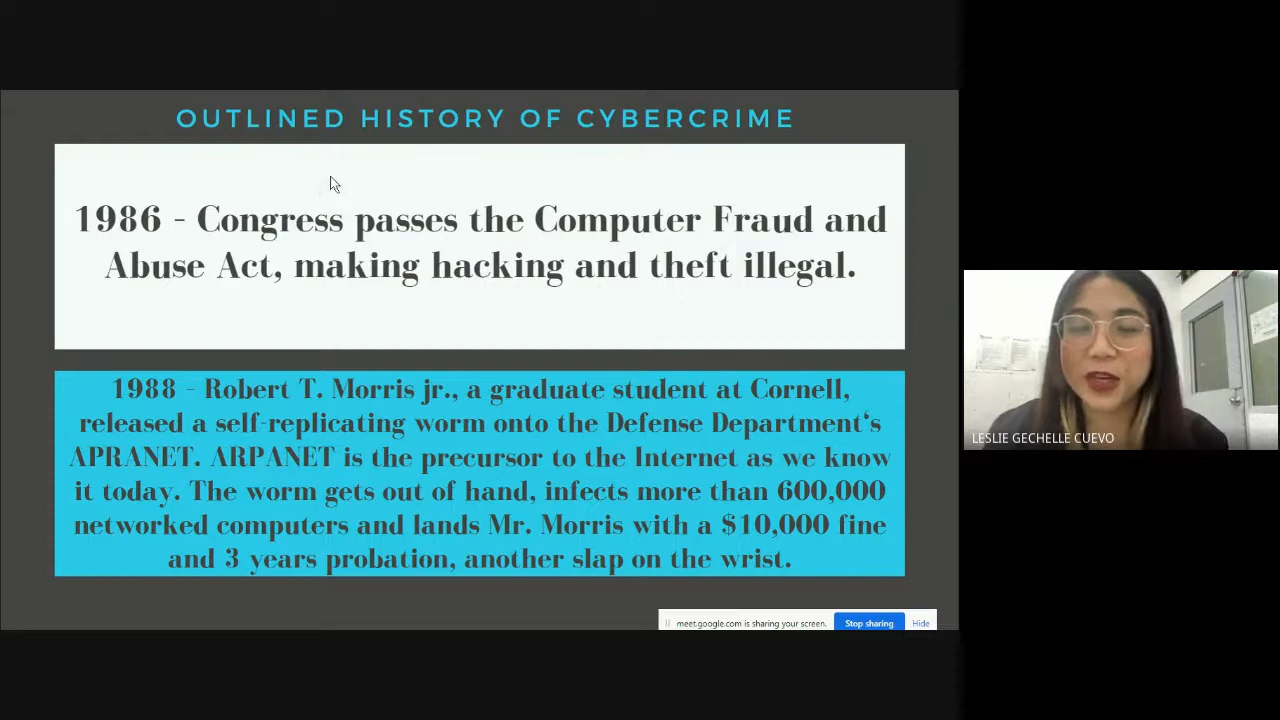 OUTLINED HISTORY OF CYBERCRIME
1986 - Congress passes the Computer Fraud and
Abuse Act, making hacking and theft illegal.
1988 - Robert T. Morris jr., a graduate student at Cornell,
released a self-replicating worm onto the Defense Department‘s
APRANET. ARPANET is the precursor to the Internet as we know
it today. The worm gets out of hand, infects more than 600,000
networked computers and lands Mr. Morris with a $10,000 fine
and 3 years probation, another slap on the wrist.
LESLIE GECHELLE CUEVO
meet.google.com is sharing your screen. Stop sharing Hide